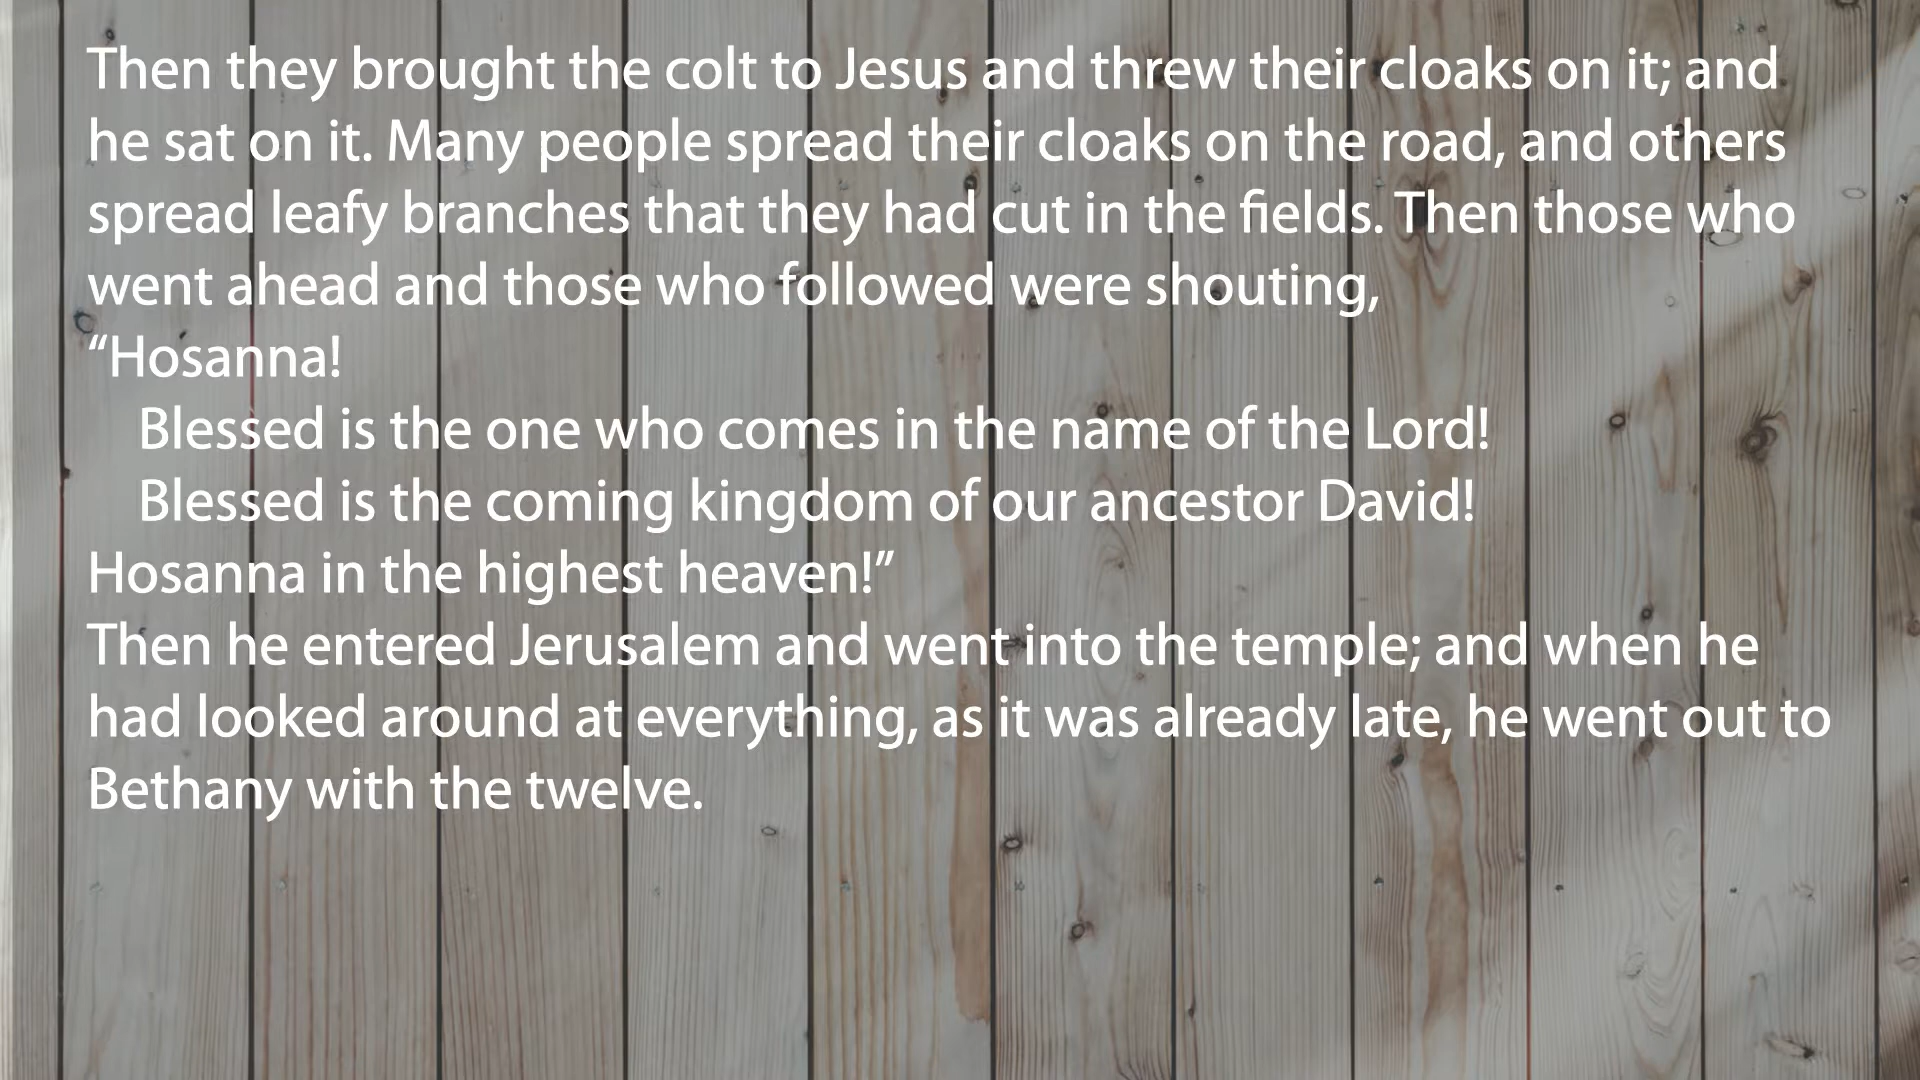 Then they brought the colt to Jesus and threw their cloaks on it; and
he sat on it. Many people spread their cloaks on the road, and others
spread leafy branches that they had cut in the fields. Then those who
went ahead and those who followed were shouting,
“Hosanna!
Blessed is the one who comes in the name of the Lord!
Blessed is the coming kingdom of our ancestor David!
Hosanna in the highest heaven!”
Then he entered Jerusalem and went into the temple; and when he
had looked around at everything, as it was already late, he went out to
Bethany with the twelve.